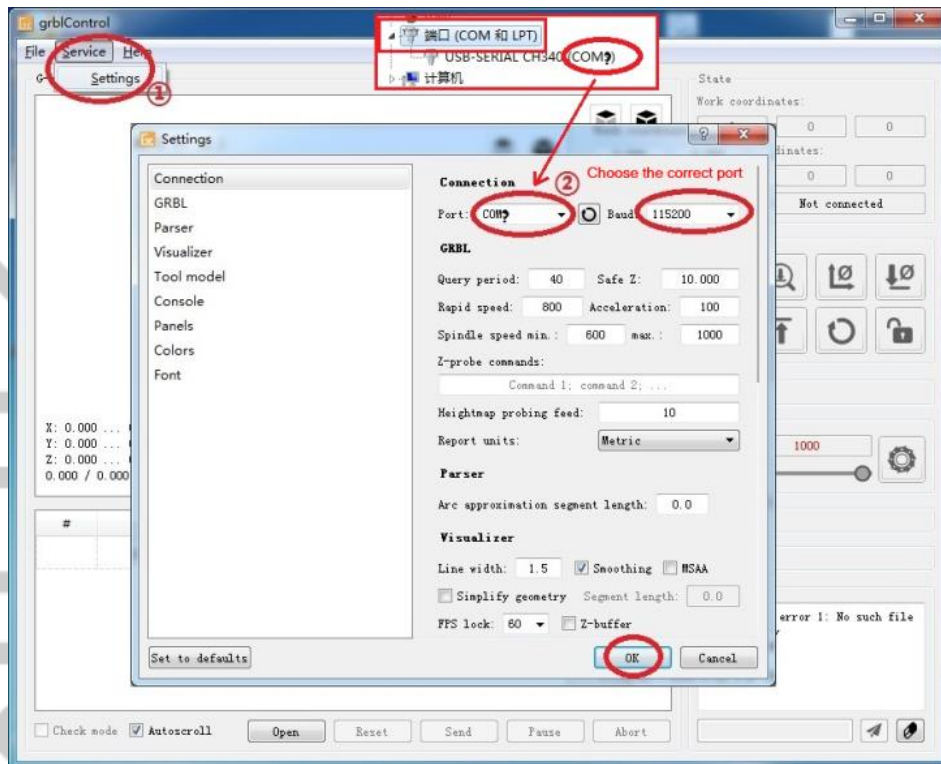 grblControl
File Service Help
Settings
①
端口 (COM 和 LPT)
USB-SERIAL CH340 (COM?)
计算机
State
Work coordinates:
0 0
0 0
Not connected
Settings
Connection
GRBL
Parser
Visualizer
Tool model
Console
Panels
Colors
Font
Connection
② Choose the correct port
Port: COM? Baud: 115200
GRBL
Query period: 40 Safe Z: 10.000
Rapid speed: 800 Acceleration: 100
Spindle speed min.: 600 max.: 1000
Z-probe commands:
Command 1; command 2; ...
Heightmap probing feed: 10
Report units: Metric
Parser
Arc approximation segment length: 0.0
Visualizer
Line width: 1.5 Smoothing MSAA
Simplify geometry Segment length: 0.0
FPS lock: 60 Z-buffer
Set to defaults OK Cancel
X: 0.000 ...
Y: 0.000 ...
Z: 0.000 ...
0.000 / 0.000
1000
#
error 1: No such file
Check mode Autoscroll Open Reset Send Pause Abort